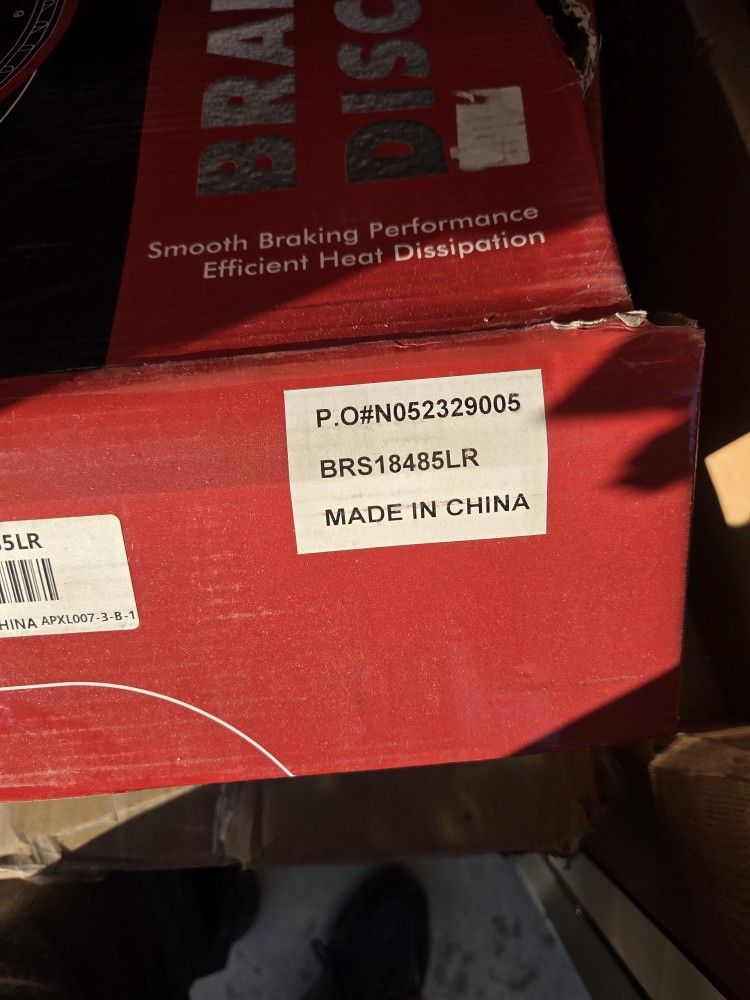 BRA
DISC
Smooth Braking Performance
Efficient Heat Dissipation
P.O#N052329005
BRS18485LR
MADE IN CHINA
5LR
HINA APXL007-3-B-1